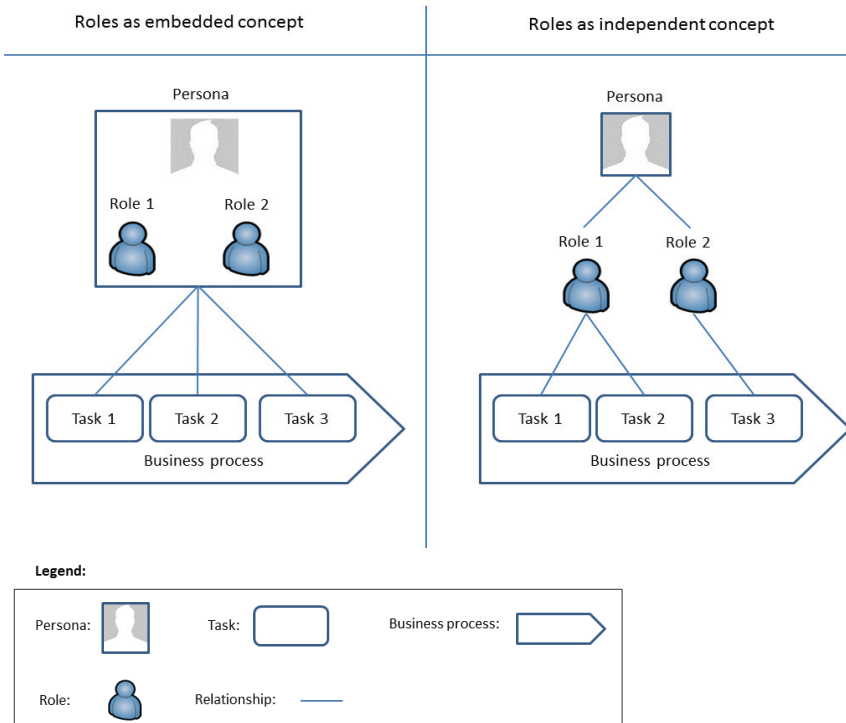 Roles as embedded concept
Roles as independent concept
Persona
Role 1
Role 2
Task 1
Task 2
Task 3
Business process
Persona
Role 1
Role 2
Task 1
Task 2
Task 3
Business process
Legend:
Persona:
Task:
Business process:
Role:
Relationship: